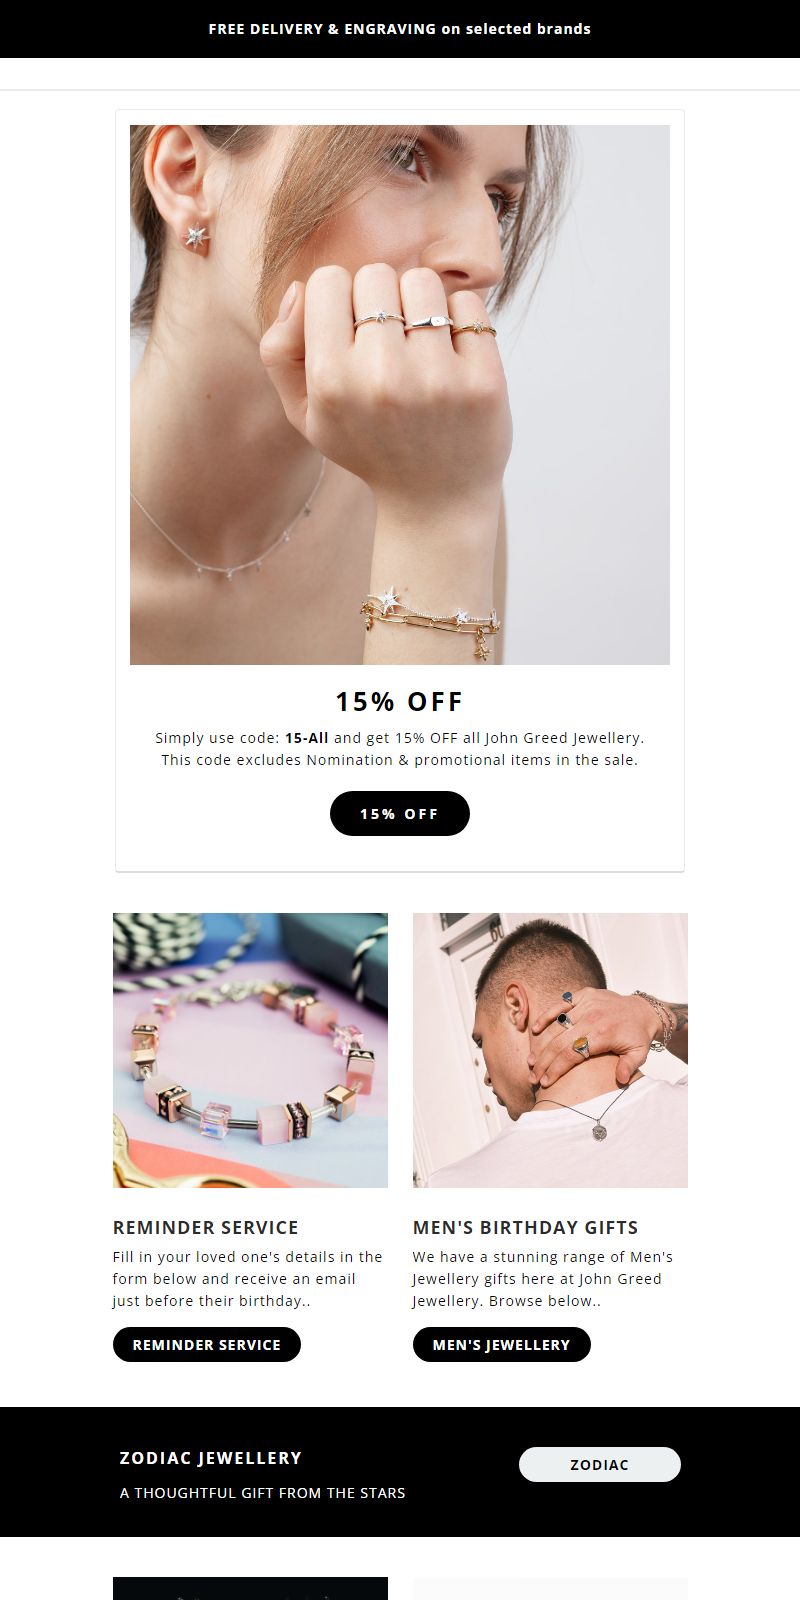 FREE DELIVERY & ENGRAVING on selected brands
15% OFF
Simply use code: 15-All and get 15% OFF all John Greed Jewellery.
This code excludes Nomination & promotional items in the sale.
15% OFF
REMINDER SERVICE
Fill in your loved one's details in the
form below and receive an email
just before their birthday..
REMINDER SERVICE
MEN'S BIRTHDAY GIFTS
We have a stunning range of Men's
Jewellery gifts here at John Greed
Jewellery. Browse below..
MEN'S JEWELLERY
ZODIAC JEWELLERY
A THOUGHTFUL GIFT FROM THE STARS
ZODIAC